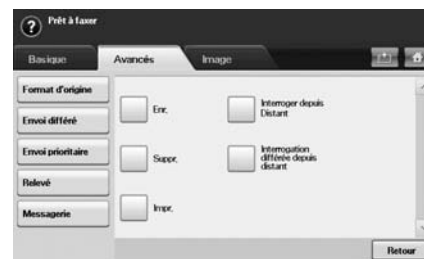 Prêt à faxer
Basique
Avancés
Image
Format d'origine
Envoi différé
Envoi prioritaire
Relevé
Messagerie
Enr.
Suppr.
Impr.
Interroger depuis
Distant
Interrogation
différée depuis
distant
Retour